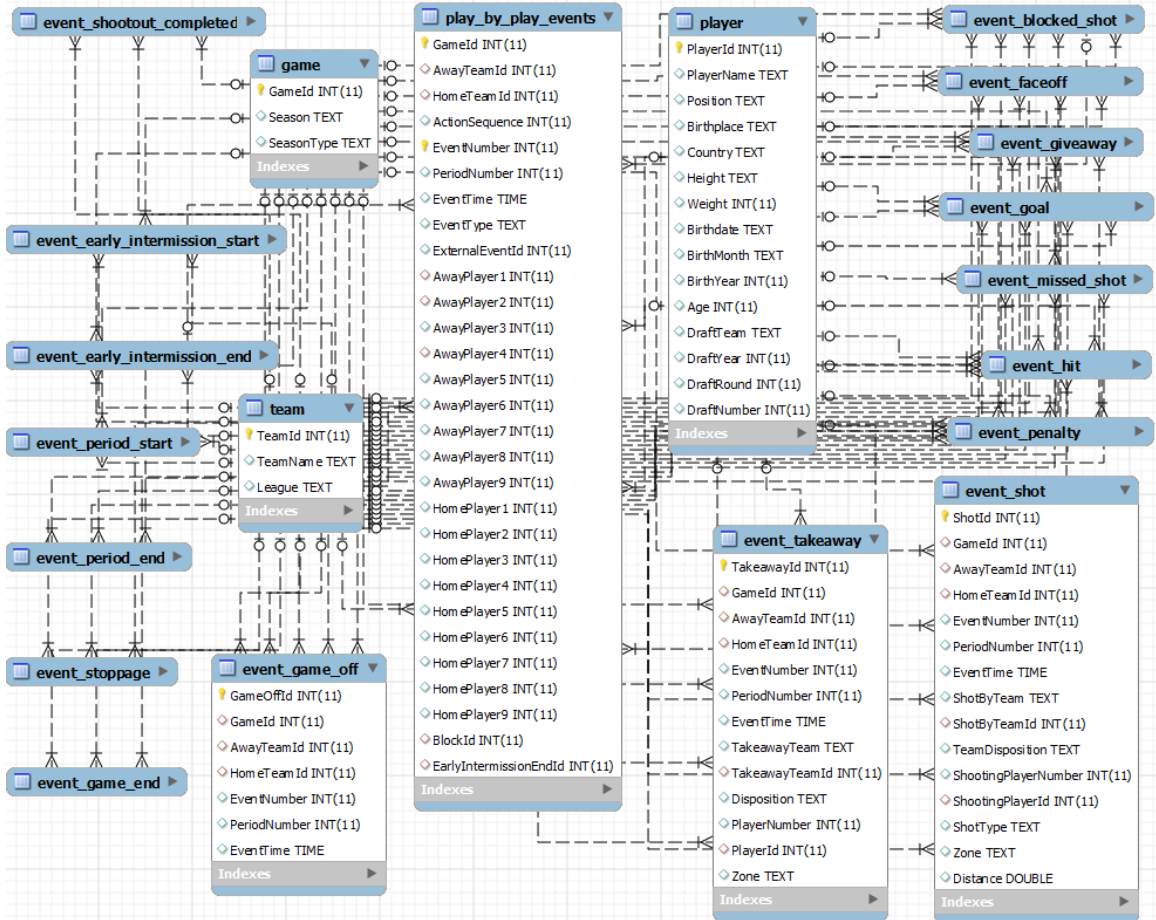 event_shootout_completed
game
GameId INT(11)
Season TEXT
SeasonType TEXT
Indexes
event_early_intermission_start
event_early_intermission_end
team
TeamId INT(11)
TeamName TEXT
League TEXT
Indexes
event_period_start
event_period_end
event_stoppage
event_game_end
event_game_off
GameOffId INT(11)
GameId INT(11)
AwayTeamId INT(11)
HomeTeamId INT(11)
EventNumber INT(11)
PeriodNumber INT(11)
EventTime TIME
Indexes
play_by_play_events
GameId INT(11)
AwayTeamId INT(11)
HomeTeamId INT(11)
ActionSequence INT(11)
EventNumber INT(11)
PeriodNumber INT(11)
EventTime TIME
EventType TEXT
ExternalEventId INT(11)
AwayPlayer1 INT(11)
AwayPlayer2 INT(11)
AwayPlayer3 INT(11)
AwayPlayer4 INT(11)
AwayPlayer5 INT(11)
AwayPlayer6 INT(11)
AwayPlayer7 INT(11)
AwayPlayer8 INT(11)
AwayPlayer9 INT(11)
HomePlayer1 INT(11)
HomePlayer2 INT(11)
HomePlayer3 INT(11)
HomePlayer4 INT(11)
HomePlayer5 INT(11)
HomePlayer6 INT(11)
HomePlayer7 INT(11)
HomePlayer8 INT(11)
HomePlayer9 INT(11)
BlockId INT(11)
EarlyIntermissionEndId INT(11)
Indexes
player
PlayerId INT(11)
PlayerName TEXT
Position TEXT
Birthplace TEXT
Country TEXT
Height TEXT
Weight INT(11)
Birthdate TEXT
BirthMonth TEXT
BirthYear INT(11)
Age INT(11)
DraftTeam TEXT
DraftYear INT(11)
DraftRound INT(11)
DraftNumber INT(11)
Indexes
event_takeaway
TakeawayId INT(11)
GameId INT(11)
AwayTeamId INT(11)
HomeTeamId INT(11)
EventNumber INT(11)
PeriodNumber INT(11)
EventTime TIME
TakeawayTeam TEXT
TakeawayTeamId INT(11)
Disposition TEXT
PlayerNumber INT(11)
PlayerId INT(11)
Zone TEXT
Indexes
event_blocked_shot
event_faceoff
event_giveaway
event_goal
event_missed_shot
event_hit
event_penalty
event_shot
ShotId INT(11)
GameId INT(11)
AwayTeamId INT(11)
HomeTeamId INT(11)
EventNumber INT(11)
PeriodNumber INT(11)
EventTime TIME
ShotByTeam TEXT
ShotByTeamId INT(11)
TeamDisposition TEXT
ShootingPlayerNumber INT(11)
ShootingPlayerId INT(11)
ShotType TEXT
Zone TEXT
Distance DOUBLE
Indexes